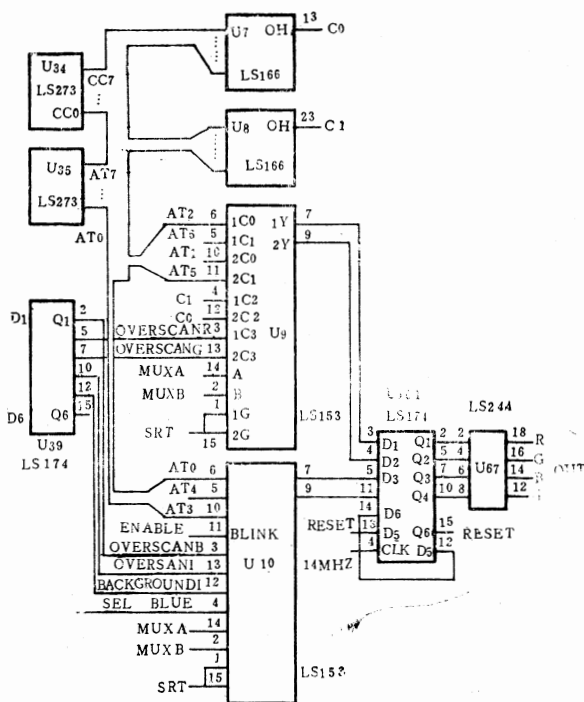 13
U7 OH C0
U34
LS273
CC7
LS166
CC0
23
U8 OH C1
U35
LS273
AT7
LS166
AT0
AT2 6 1C0 1Y 7
5 1C1 2Y 9
10 2C0
AT5 11 2C1
C1 4 1C2
C0 12 2C2
U9
D1 Q1 2
5 OVERSCANR 3 1C3
7 OVERSCANG 13 2C3
10 MUXA 14 A
12 MUXB 2 B
D6 Q6 15
1 1G
SRT 15 2G
LS153
U39
LS174
LS174
LS244
3 D1 Q1 2 2 18 R
4 D2 Q2 5 4 16 G
5 D3 Q3 7 6 U67 14
11 Q4 10 8 12
OUT
AT0 6 7
AT4 5 9
AT3 10
ENABLE 11 BLINK
OVERSCANB 3
OVERSANI 13
BACKGROUNDI 12
SEL BLUE 4
U10
MUXA 14
MUXB 2
1
SRT 15
14 D6
RESET 13 D5 Q6 15 RESET
14MHZ CLK D5 12